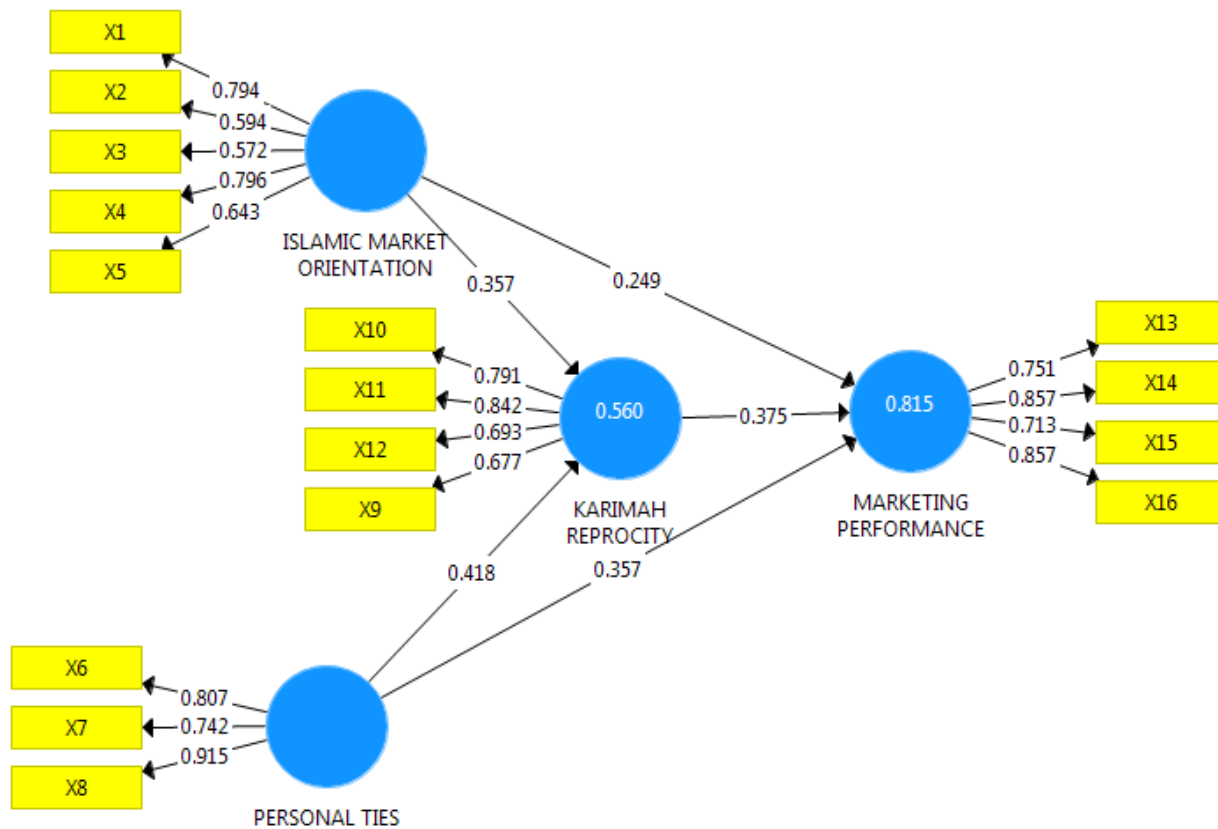 X1
0.794
X2
0.594
X3
0.572
X4
0.796
0.643
X5
ISLAMIC MARKET
ORIENTATION
0.357
0.249
X10
0.791
X11
0.842
X12
0.693
0.677
X9
0.560
KARIMAH
REPROCITY
0.375
0.815
MARKETING
PERFORMANCE
X13
0.751
X14
0.857
0.713
X15
0.857
X16
0.418
0.357
X6
0.807
X7
0.742
0.915
X8
PERSONAL TIES